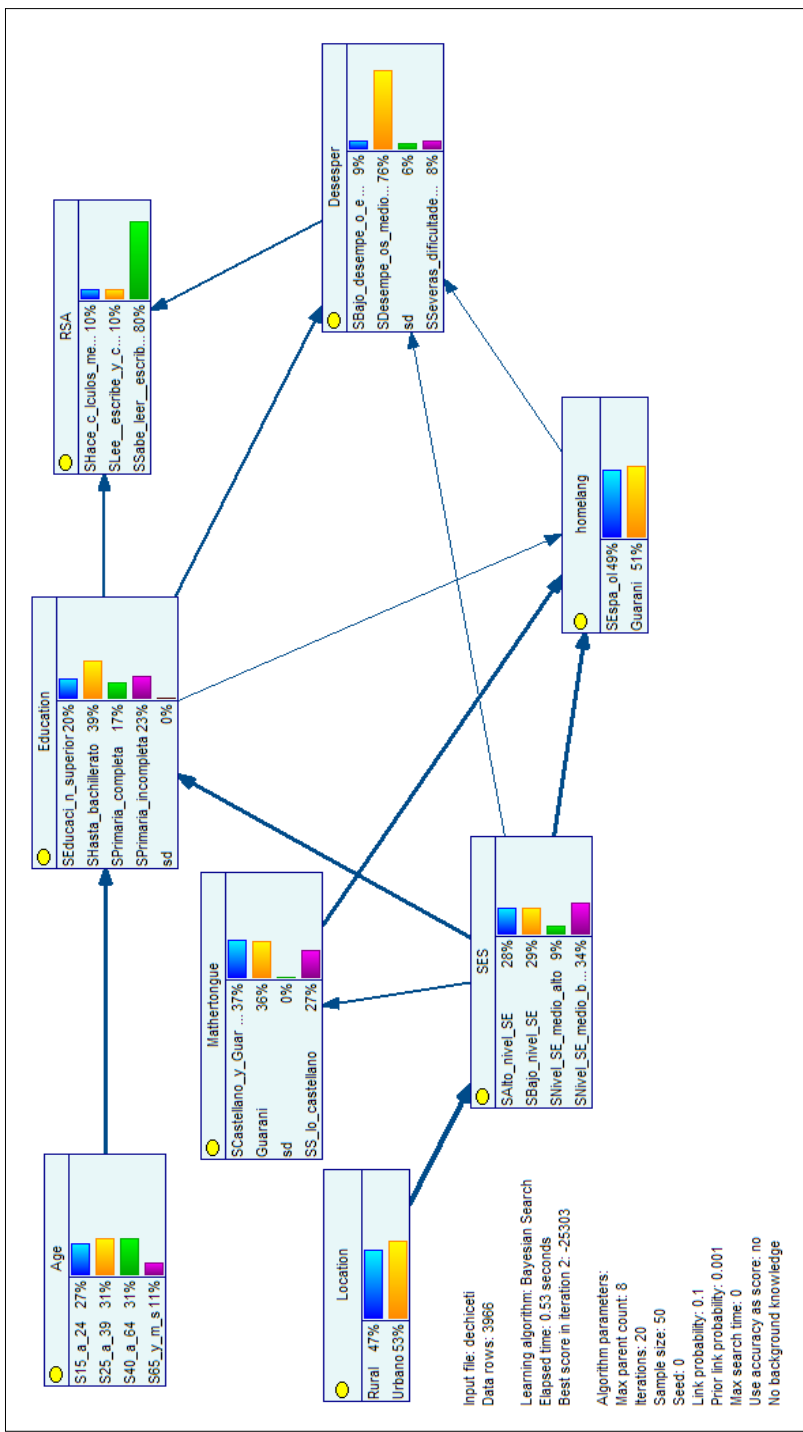 Age
S15_a_24 27%
S25_a_39 31%
S40_a_64 31%
S65_y_m_s 11%
Education
SEducaci_n_superior 20%
SHasta_bachillerato 39%
SPrimaria_completa 17%
SPrimaria_incompleta 23%
sd 0%
RSA
SHace_c_lculos_me... 10%
SLee__escribe_y_c... 10%
SSabe_leer__escrib... 80%
Mathertongue
SCastellano_y_Guar ... 37%
Guarani 36%
sd 0%
SS_lo_castellano 27%
Location
Rural 47%
Urbano 53%
SES
SAlto_nivel_SE 28%
SBajo_nivel_SE 29%
SNivel_SE_medio_alto 9%
SNivel_SE_medio_b ... 34%
homelang
SEspa_ol 49%
Guarani 51%
Desesper
SBajo_desempe_o_e ... 9%
SDesempe_os_medio... 76%
sd 6%
SSeveras_dificultade... 8%
Input file: dechiceti
Data rows: 3966
Learning algorithm: Bayesian Search
Elapsed time: 0.53 seconds
Best score in iteration 2: -25303
Algorithm parameters:
Max parent count: 8
Iterations: 20
Sample size: 50
Seed: 0
Link probability: 0.1
Prior link probability: 0.001
Max search time: 0
Use accuracy as score: no
No background knowledge